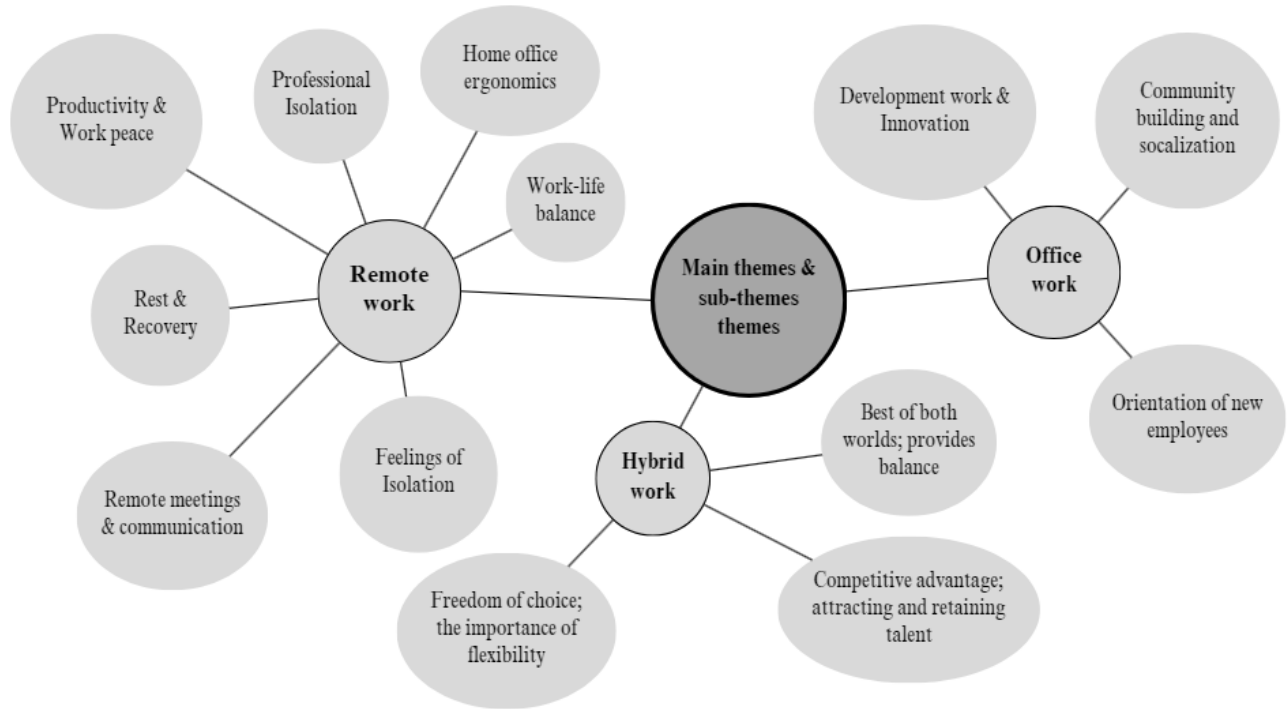 Productivity &
Work peace
Professional
Isolation
Home office
ergonomics
Work-life
balance
Remote
work
Rest &
Recovery
Remote meetings
& communication
Feelings of
Isolation
Main themes &
sub-themes
themes
Development work &
Innovation
Community
building and
socalization
Office
work
Orientation of new
employees
Hybrid
work
Best of both
worlds; provides
balance
Freedom of choice;
the importance of
flexibility
Competitive advantage;
attracting and retaining
talent